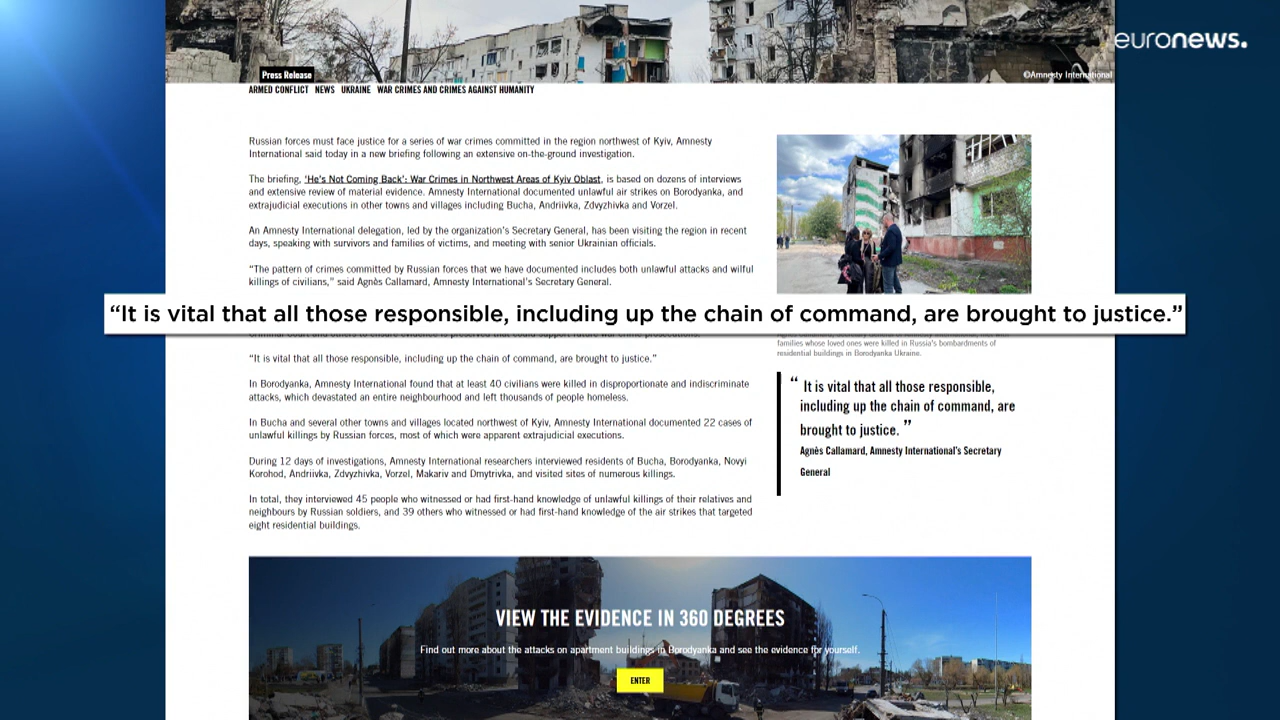 euronews.
Press Release
©Amnesty International
ARMED CONFLICT NEWS UKRAINE WAR CRIMES AND CRIMES AGAINST HUMANITY
Russian forces must face justice for a series of war crimes committed in the region northwest of Kyiv, Amnesty
International said today in a new briefing following an extensive on-the-ground investigation.
The briefing, ‘He’s Not Coming Back’: War Crimes in Northwest Areas of Kyiv Oblast, is based on dozens of interviews
and extensive review of material evidence. Amnesty International documented unlawful air strikes on Borodyanka, and
extrajudicial executions in other towns and villages including Bucha, Andriivka, Zdvyzhivka and Vorzel.
An Amnesty International delegation, led by the organization’s Secretary General, has been visiting the region in recent
days, speaking with survivors and families of victims, and meeting with senior Ukrainian officials.
“The pattern of crimes committed by Russian forces that we have documented includes both unlawful attacks and wilful
killings of civilians,” said Agnès Callamard, Amnesty International’s Secretary General.
“It is vital that all those responsible, including up the chain of command, are brought to justice.”
“It is vital that all those responsible, including up the chain of command, are brought to justice.”
In Borodyanka, Amnesty International found that at least 40 civilians were killed in disproportionate and indiscriminate
attacks, which devastated an entire neighbourhood and left thousands of people homeless.
In Bucha and several other towns and villages located northwest of Kyiv, Amnesty International documented 22 cases of
unlawful killings by Russian forces, most of which were apparent extrajudicial executions.
During 12 days of investigations, Amnesty International researchers interviewed residents of Bucha, Borodyanka, Novyi
Korohod, Andriivka, Zdvyzhivka, Vorzel, Makariv and Dmytrivka, and visited sites of numerous killings.
In total, they interviewed 45 people who witnessed or had first-hand knowledge of unlawful killings of their relatives and
neighbours by Russian soldiers, and 39 others who witnessed or had first-hand knowledge of the air strikes that targeted
eight residential buildings.
families whose loved ones were killed in Russia's bombardments of
residential buildings in Borodyanka Ukraine.
“ It is vital that all those responsible,
including up the chain of command, are
brought to justice. ”
Agnès Callamard, Amnesty International’s Secretary
General
VIEW THE EVIDENCE IN 360 DEGREES
Find out more about the attacks on apartment buildings in Borodyanka and see the evidence for yourself.
ENTER